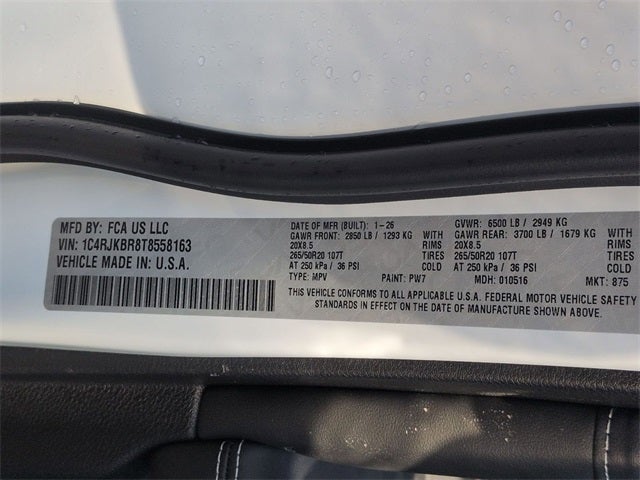 MFD BY: FCA US LLC
VIN: 1C4RJKBR8T8558163
VEHICLE MADE IN U.S.A.
DATE OF MFR (BUILT): 1-26 GVWR: 6500 LB / 2949 KG
GAWR FRONT: 2850 LB / 1293 KG WITH GAWR REAR: 3700 LB / 1679 KG WITH
20X8.5 RIMS 20X8.5 RIMS
265/50R20 107T TIRES 265/50R20 107T TIRES
AT 250 kPa / 36 PSI COLD AT 250 kPa / 36 PSI COLD
TYPE: MPV PAINT: PW7 MDH: 010516 MKT: 875
THIS VEHICLE CONFORMS TO ALL APPLICABLE U.S.A. FEDERAL MOTOR VEHICLE SAFETY
STANDARDS IN EFFECT ON THE DATE OF MANUFACTURE SHOWN ABOVE.